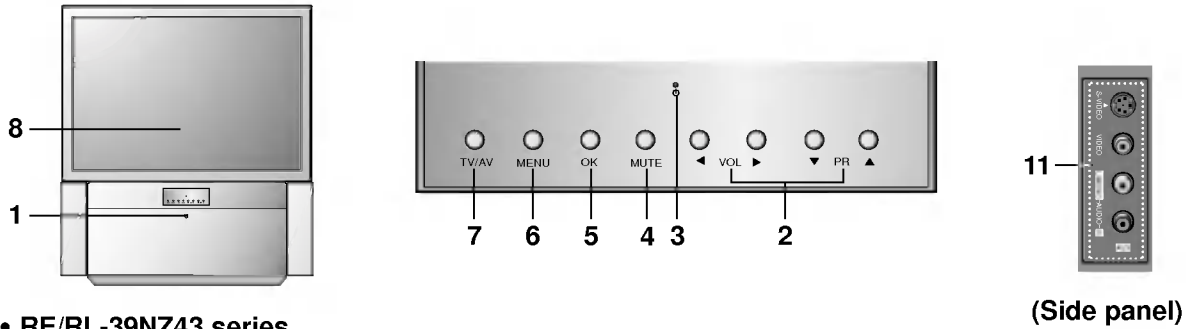 8
1
TV/AV MENU OK MUTE ◀ VOL ▶ ▼ PR ▲
7 6 5 4 3 2
S-VIDEO
VIDEO
AUDIO
11
(Side panel)
• RF/RL-39NZ43 series